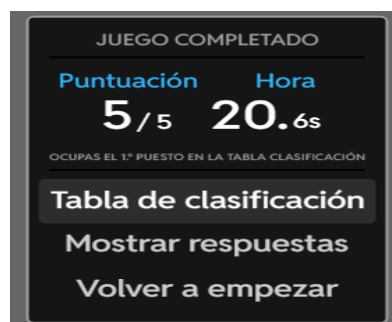 JUEGO COMPLETADO
Puntuación Hora
5/5 20.6s
OCUPAS EL 1.º PUESTO EN LA TABLA CLASIFICACIÓN
Tabla de clasificación
Mostrar respuestas
Volver a empezar